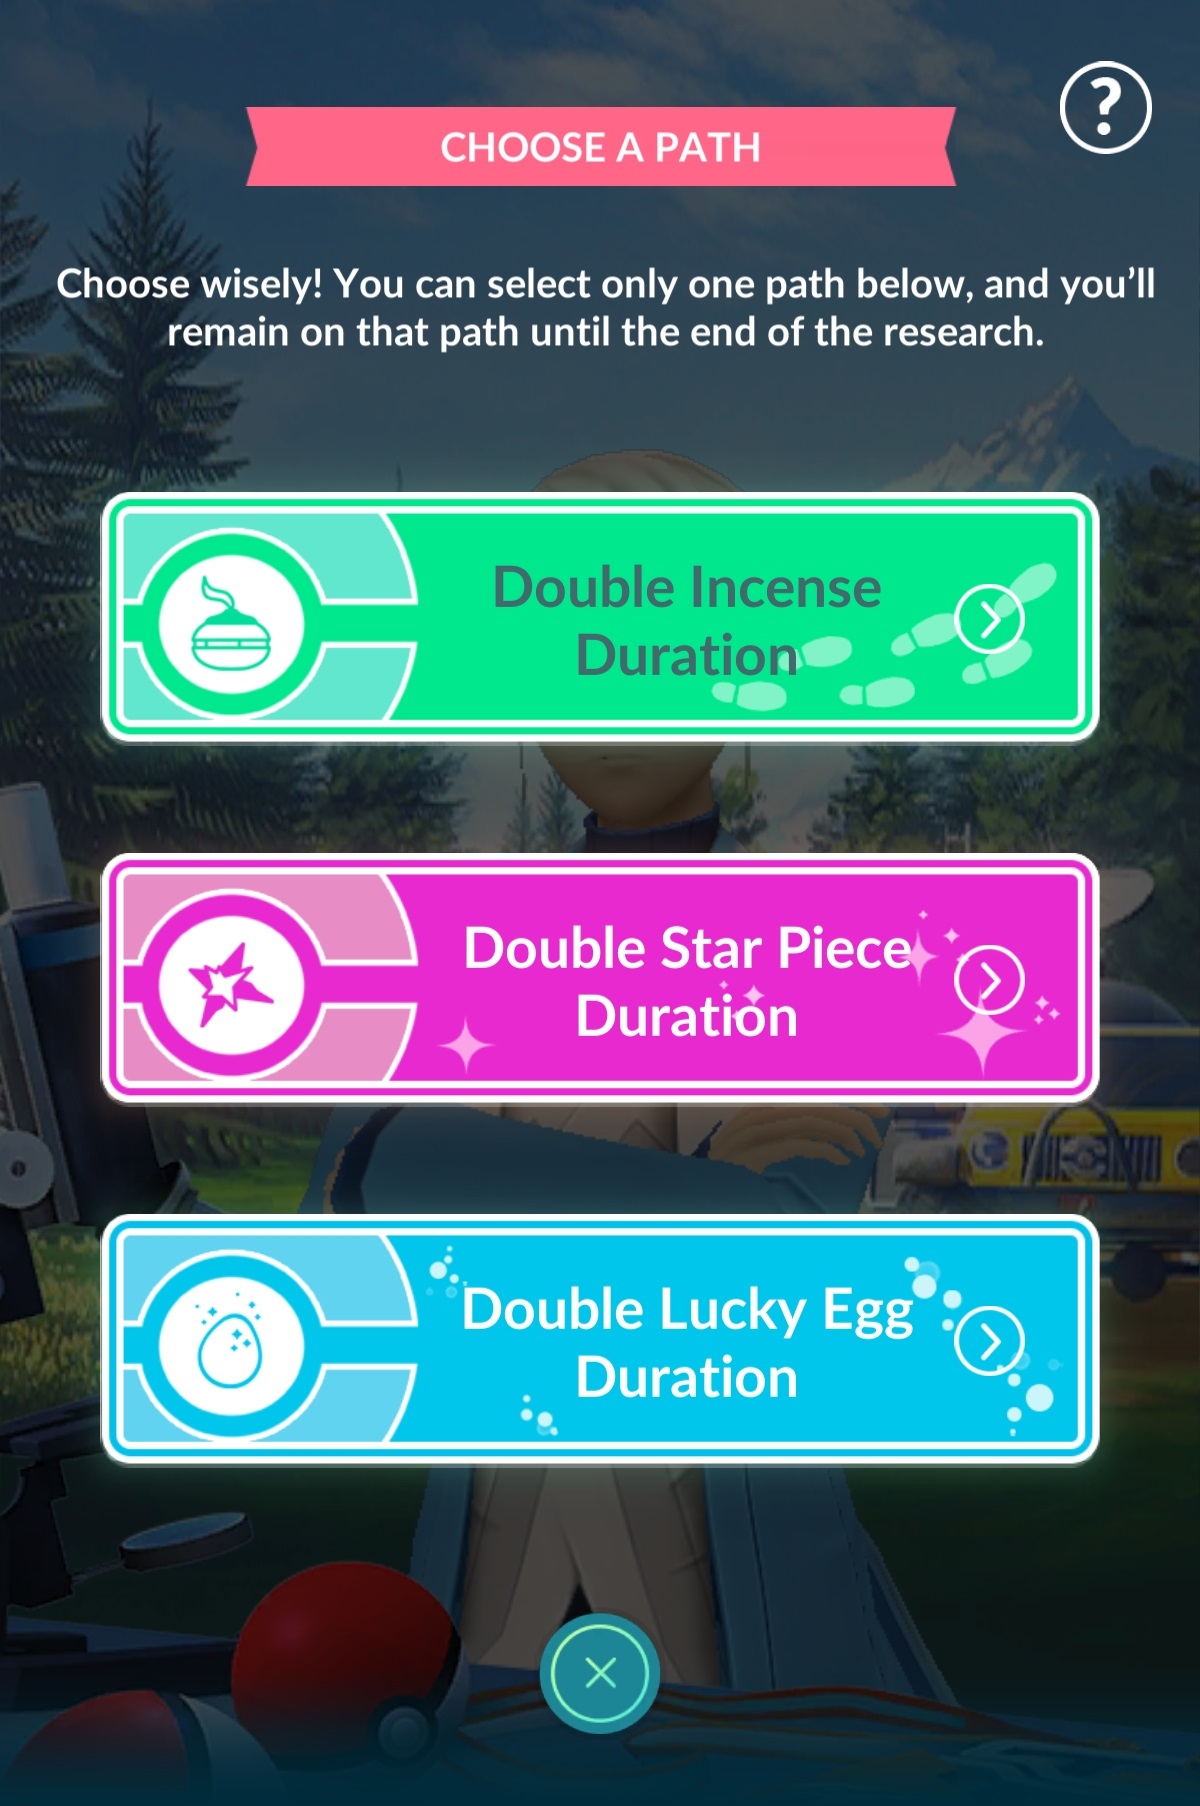 ?
CHOOSE A PATH
Choose wisely! You can select only one path below, and you’ll
remain on that path until the end of the research.
Double Incense
Duration
Double Star Piece
Duration
Double Lucky Egg
Duration